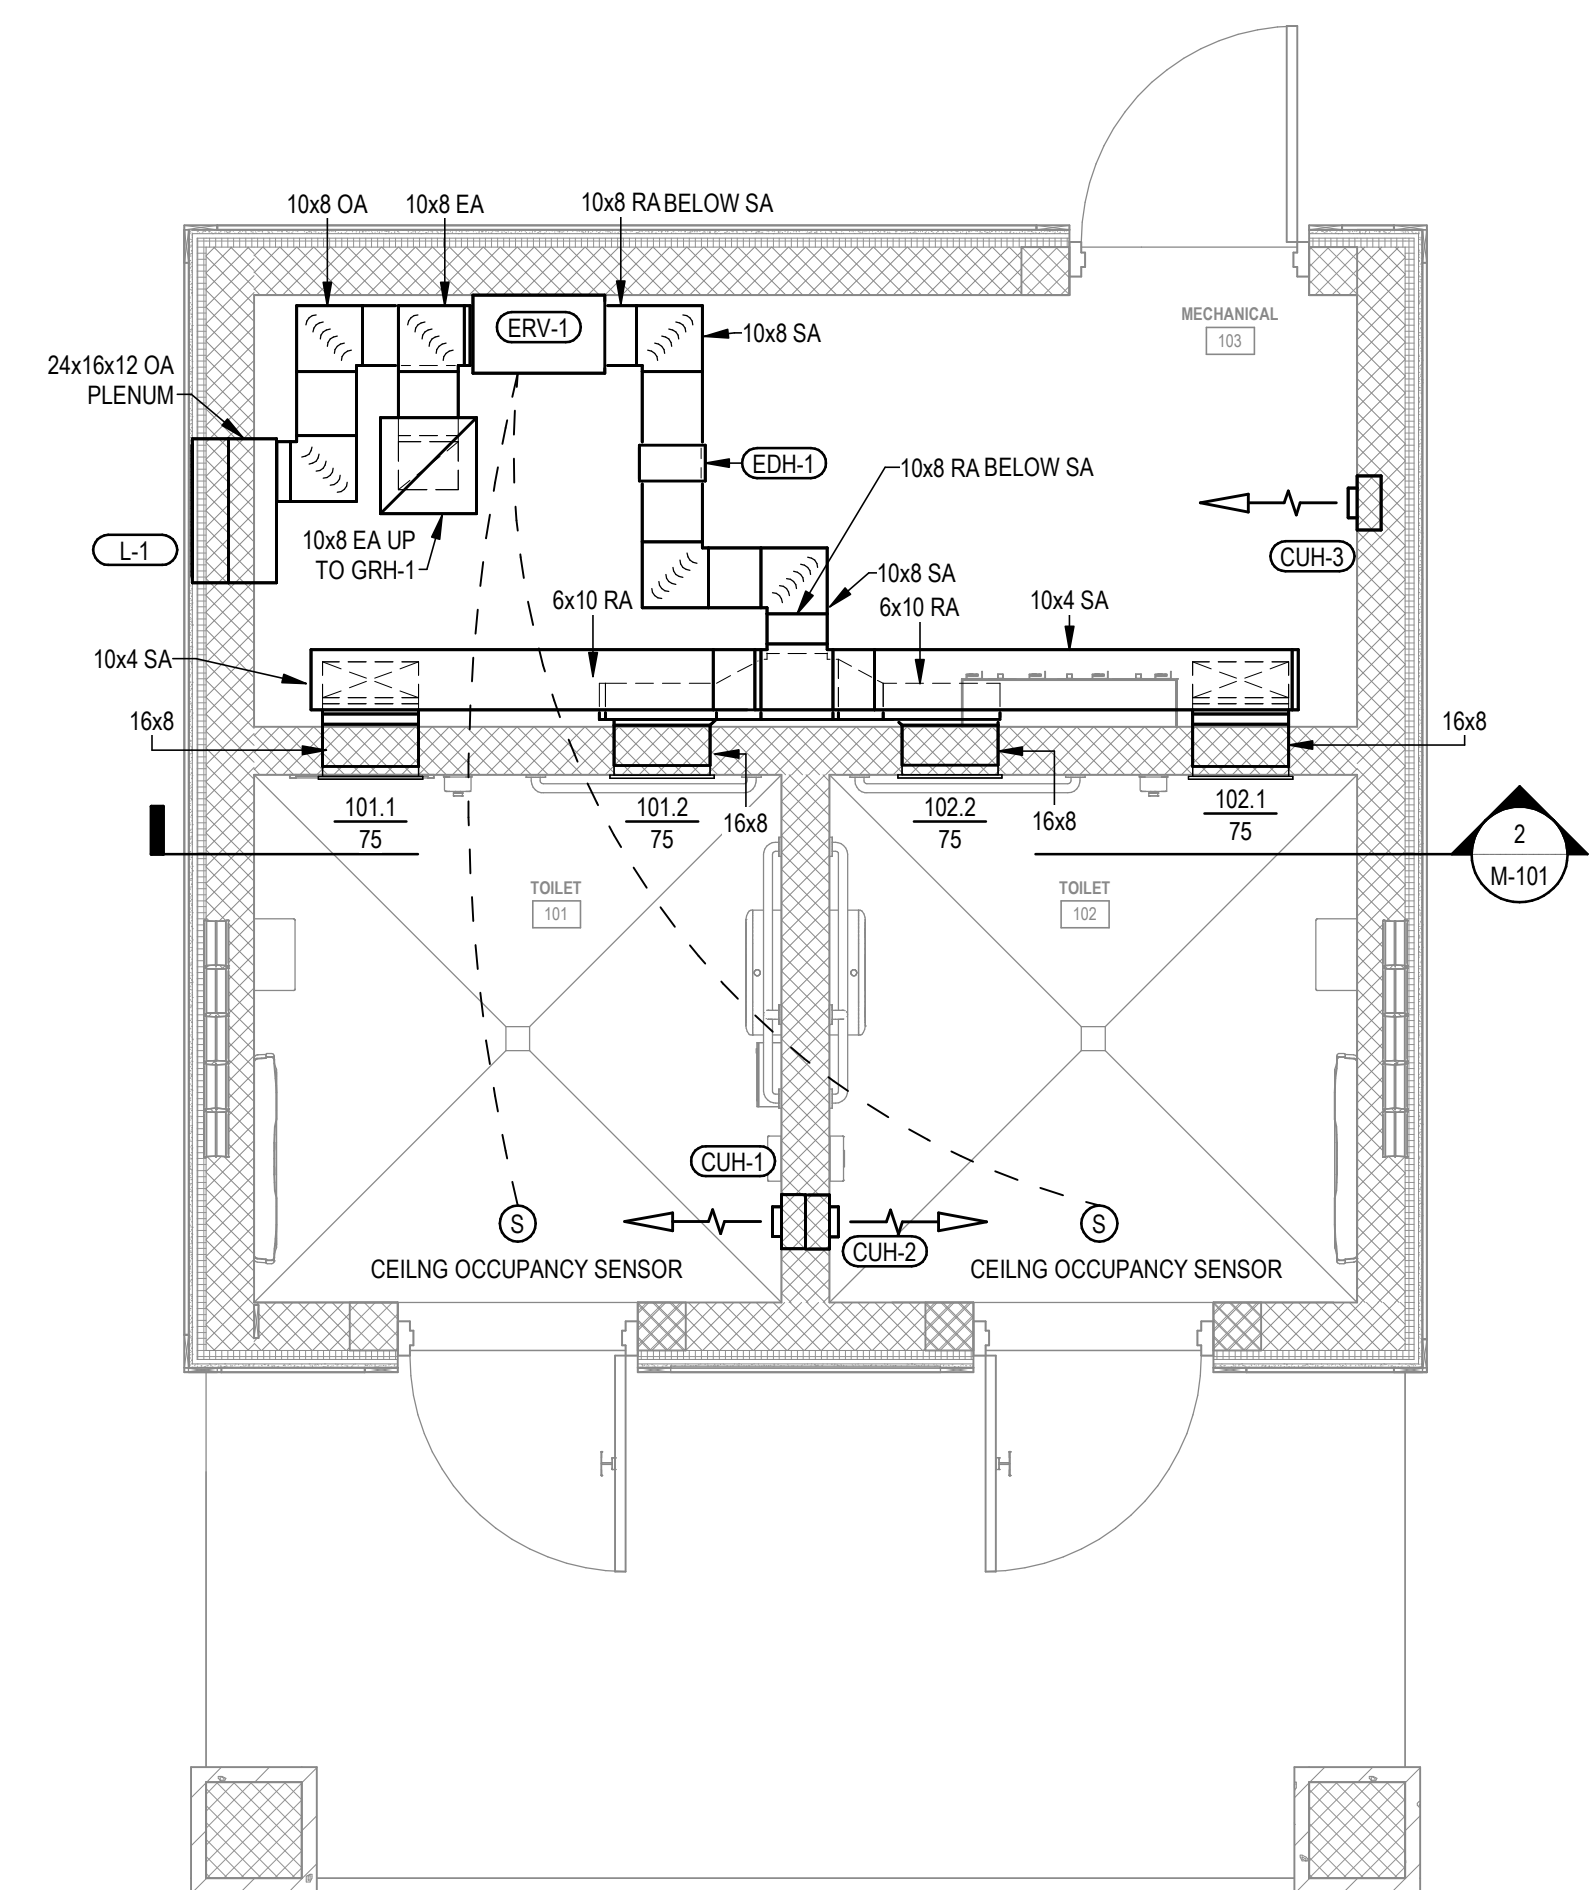 10x8 OA
10x8 EA
10x8 RA BELOW SA
ERV-1
10x8 SA
MECHANICAL
103
24x16x12 OA
PLENUM
EDH-1
10x8 RA BELOW SA
L-1
10x8 EA UP
TO GRH-1
CUH-3
10x8 SA
6x10 RA
6x10 RA
10x4 SA
10x4 SA
16x8
16x8
101.1
75
101.2
75
16x8
102.2
75
16x8
102.1
75
2
M-101
TOILET
101
TOILET
102
CUH-1
S
S
CUH-2
CEILNG OCCUPANCY SENSOR
CEILNG OCCUPANCY SENSOR